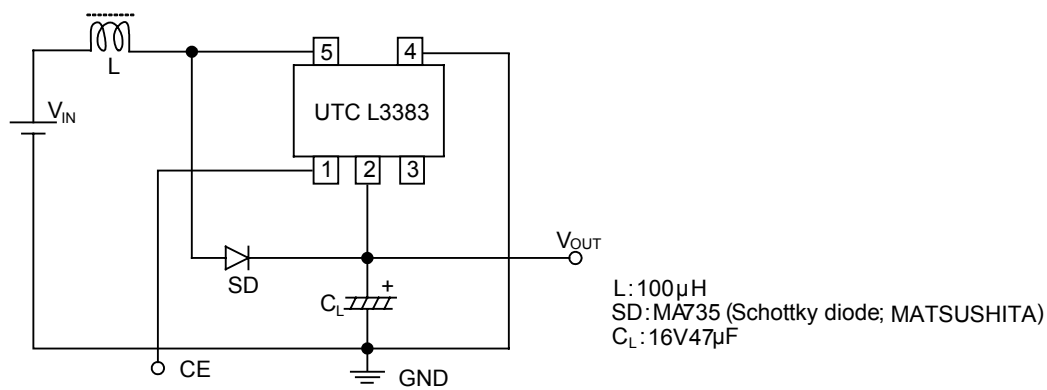 L
5
4
V_IN
UTC L3383
1
2
3
V_OUT
SD
+
C_L
L:100μH
SD:MA735 (Schottky diode; MATSUSHITA)
C_L:16V47μF
CE
GND